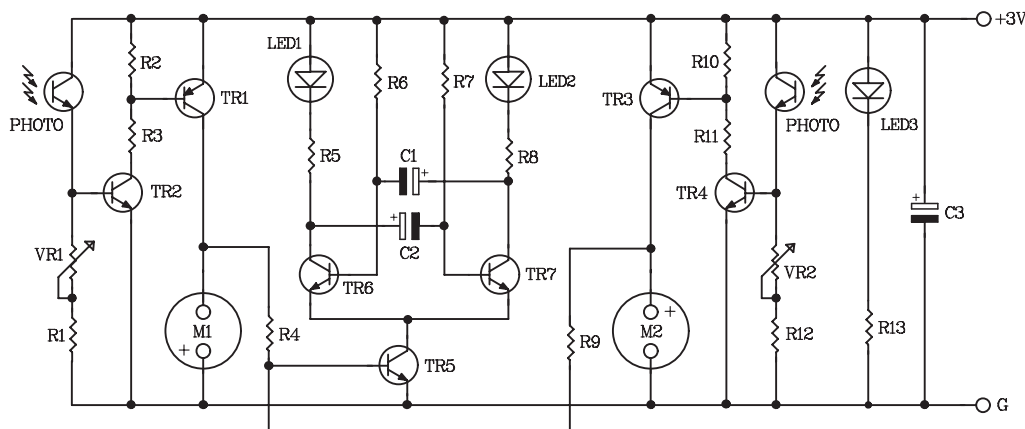 +3V
LED1
R2
R6
R7
R10
LED2
TR1
TR3
PHOTO
PHOTO
LED3
R3
R11
C1
+
R5
R8
TR2
TR4
+
C2
+
C3
VR1
TR6
TR7
VR2
R1
M1
+
R4
R9
M2
+
R12
R13
TR5
G